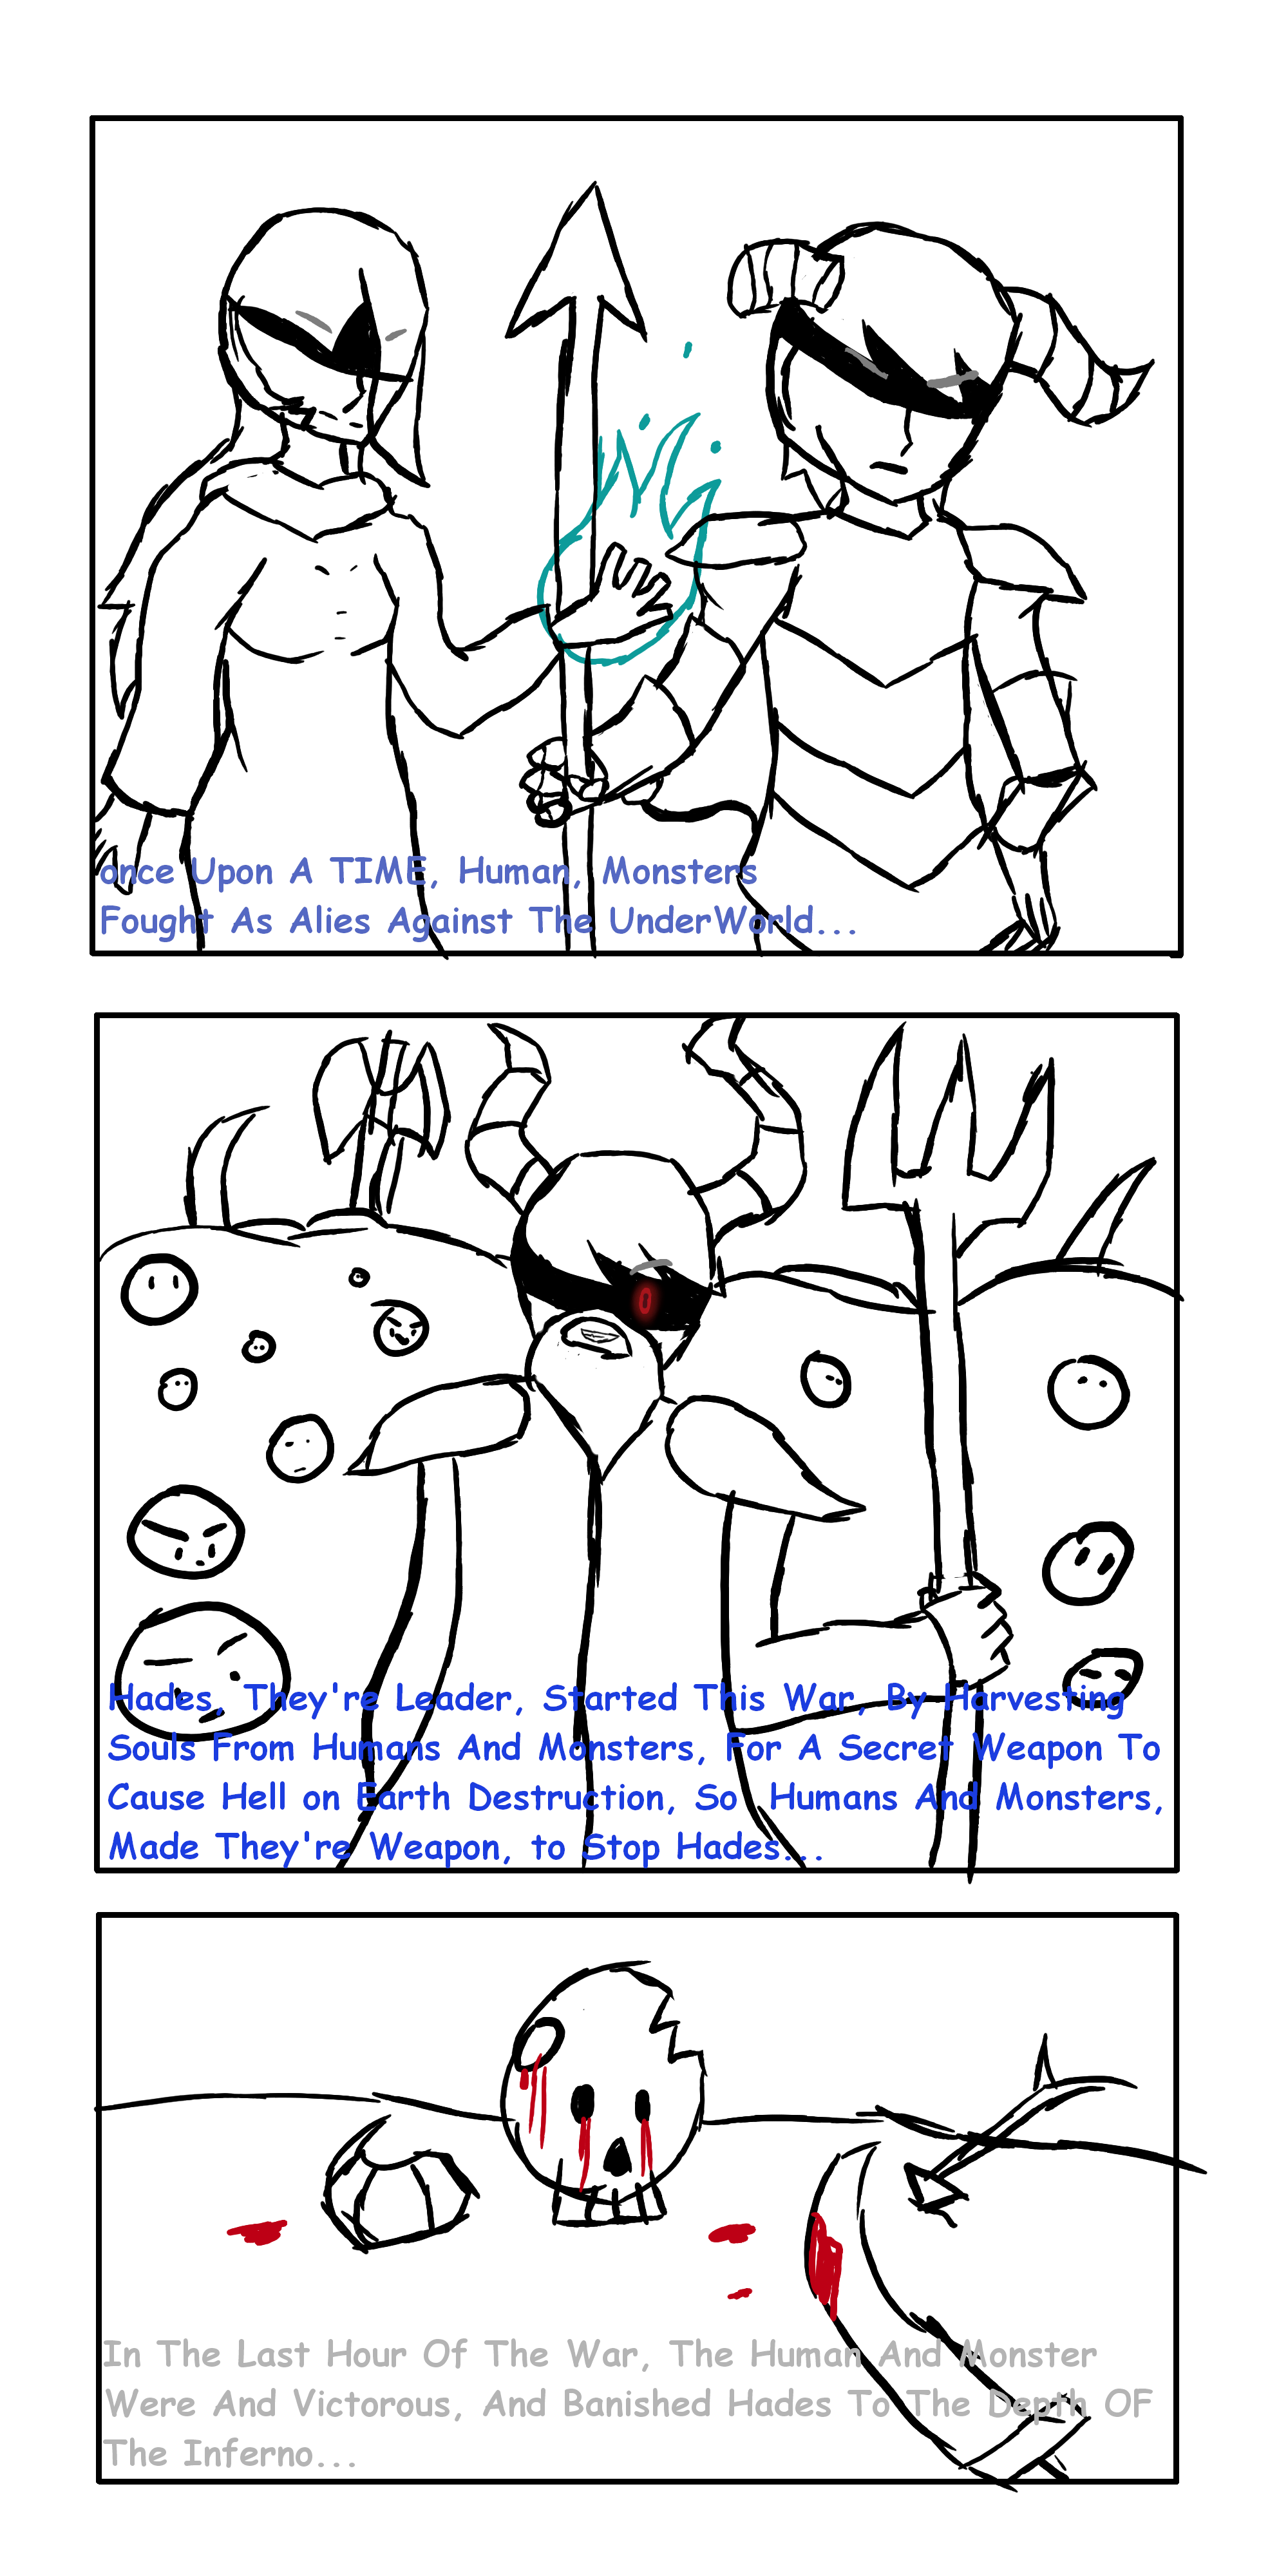 once Upon A TIME, Human, Monsters
Fought As Alies Against The UnderWorld...
Hades, They're Leader, Started This War, By Harvesting
Souls From Humans And Monsters, For A Secret Weapon To
Cause Hell on Earth Destruction, So Humans And Monsters,
Made They're Weapon, to Stop Hades...
In The Last Hour Of The War, The Human And Monster
Were And Victorous, And Banished Hades To The Depth OF
The Inferno...